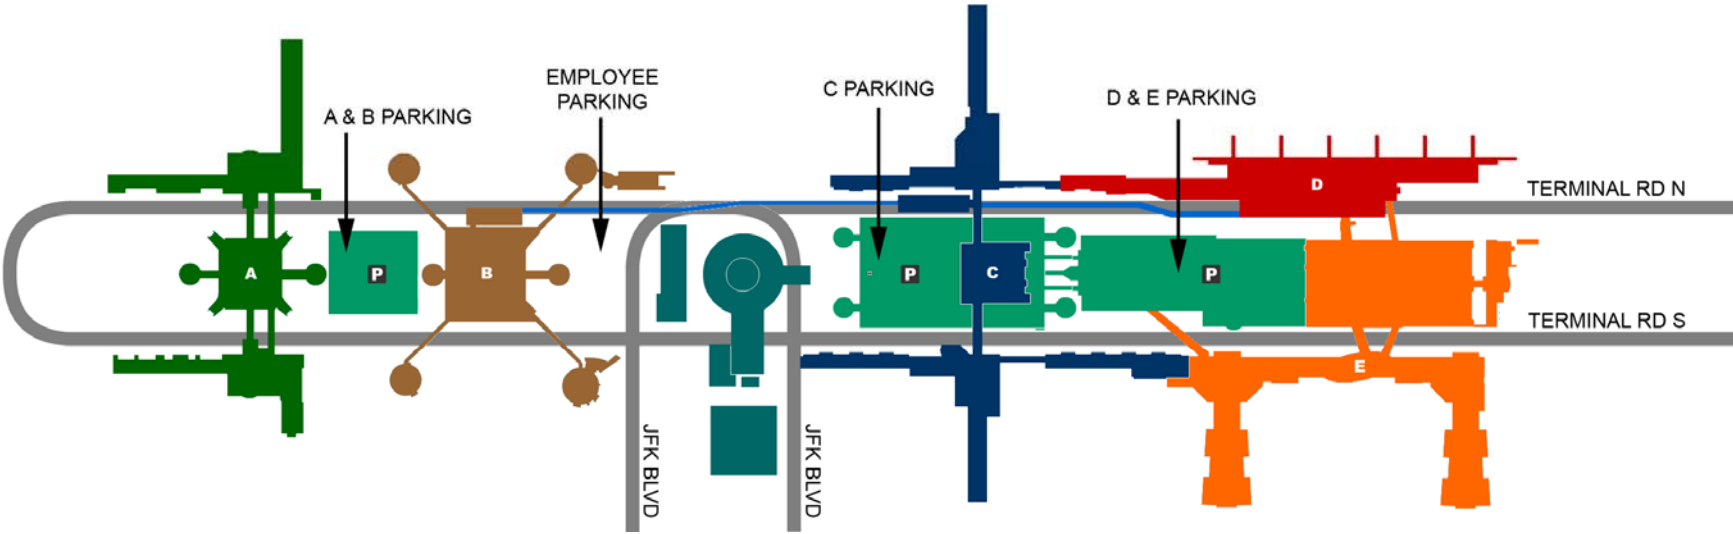 EMPLOYEE
PARKING
A & B PARKING
C PARKING
D & E PARKING
D
TERMINAL RD N
A
P
B
P
C
P
TERMINAL RD S
E
JFK BLVD
JFK BLVD